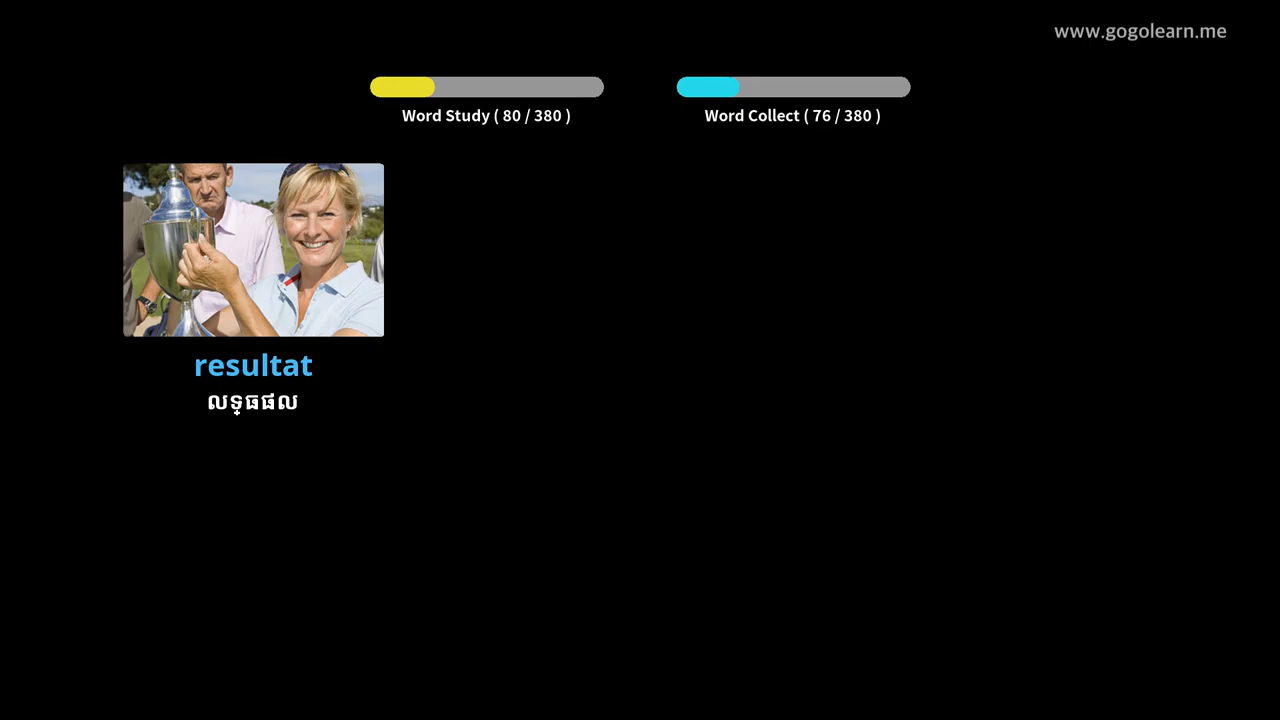 www.gogolearn.me
Word Study ( 80 / 380 )
Word Collect ( 76 / 380 )
resultat
លទ្ធផល